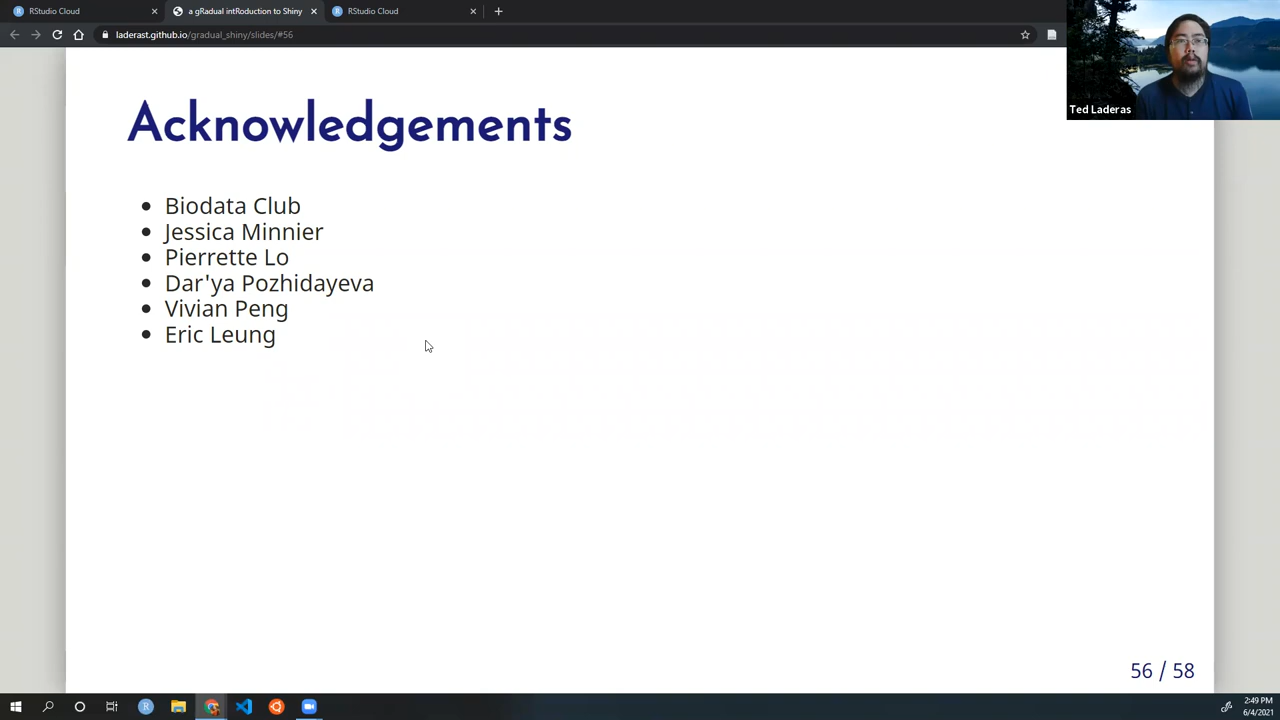 RStudio Cloud
a gRadual intRoduction to Shiny
RStudio Cloud
laderast.github.io/gradual_shiny/slides/#56
Ted Laderas
Acknowledgements
Biodata Club
Jessica Minnier
Pierrette Lo
Dar'ya Pozhidayeva
Vivian Peng
Eric Leung
56 / 58
2:49 PM
6/4/2021